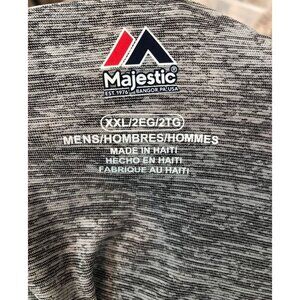 Majestic®
EST. 1976 BANGOR, PA USA
XXL/2EG/2TG
MENS/HOMBRES/HOMMES
MADE IN HAITI
HECHO EN HAITI
FABRIQUE AU HAITI